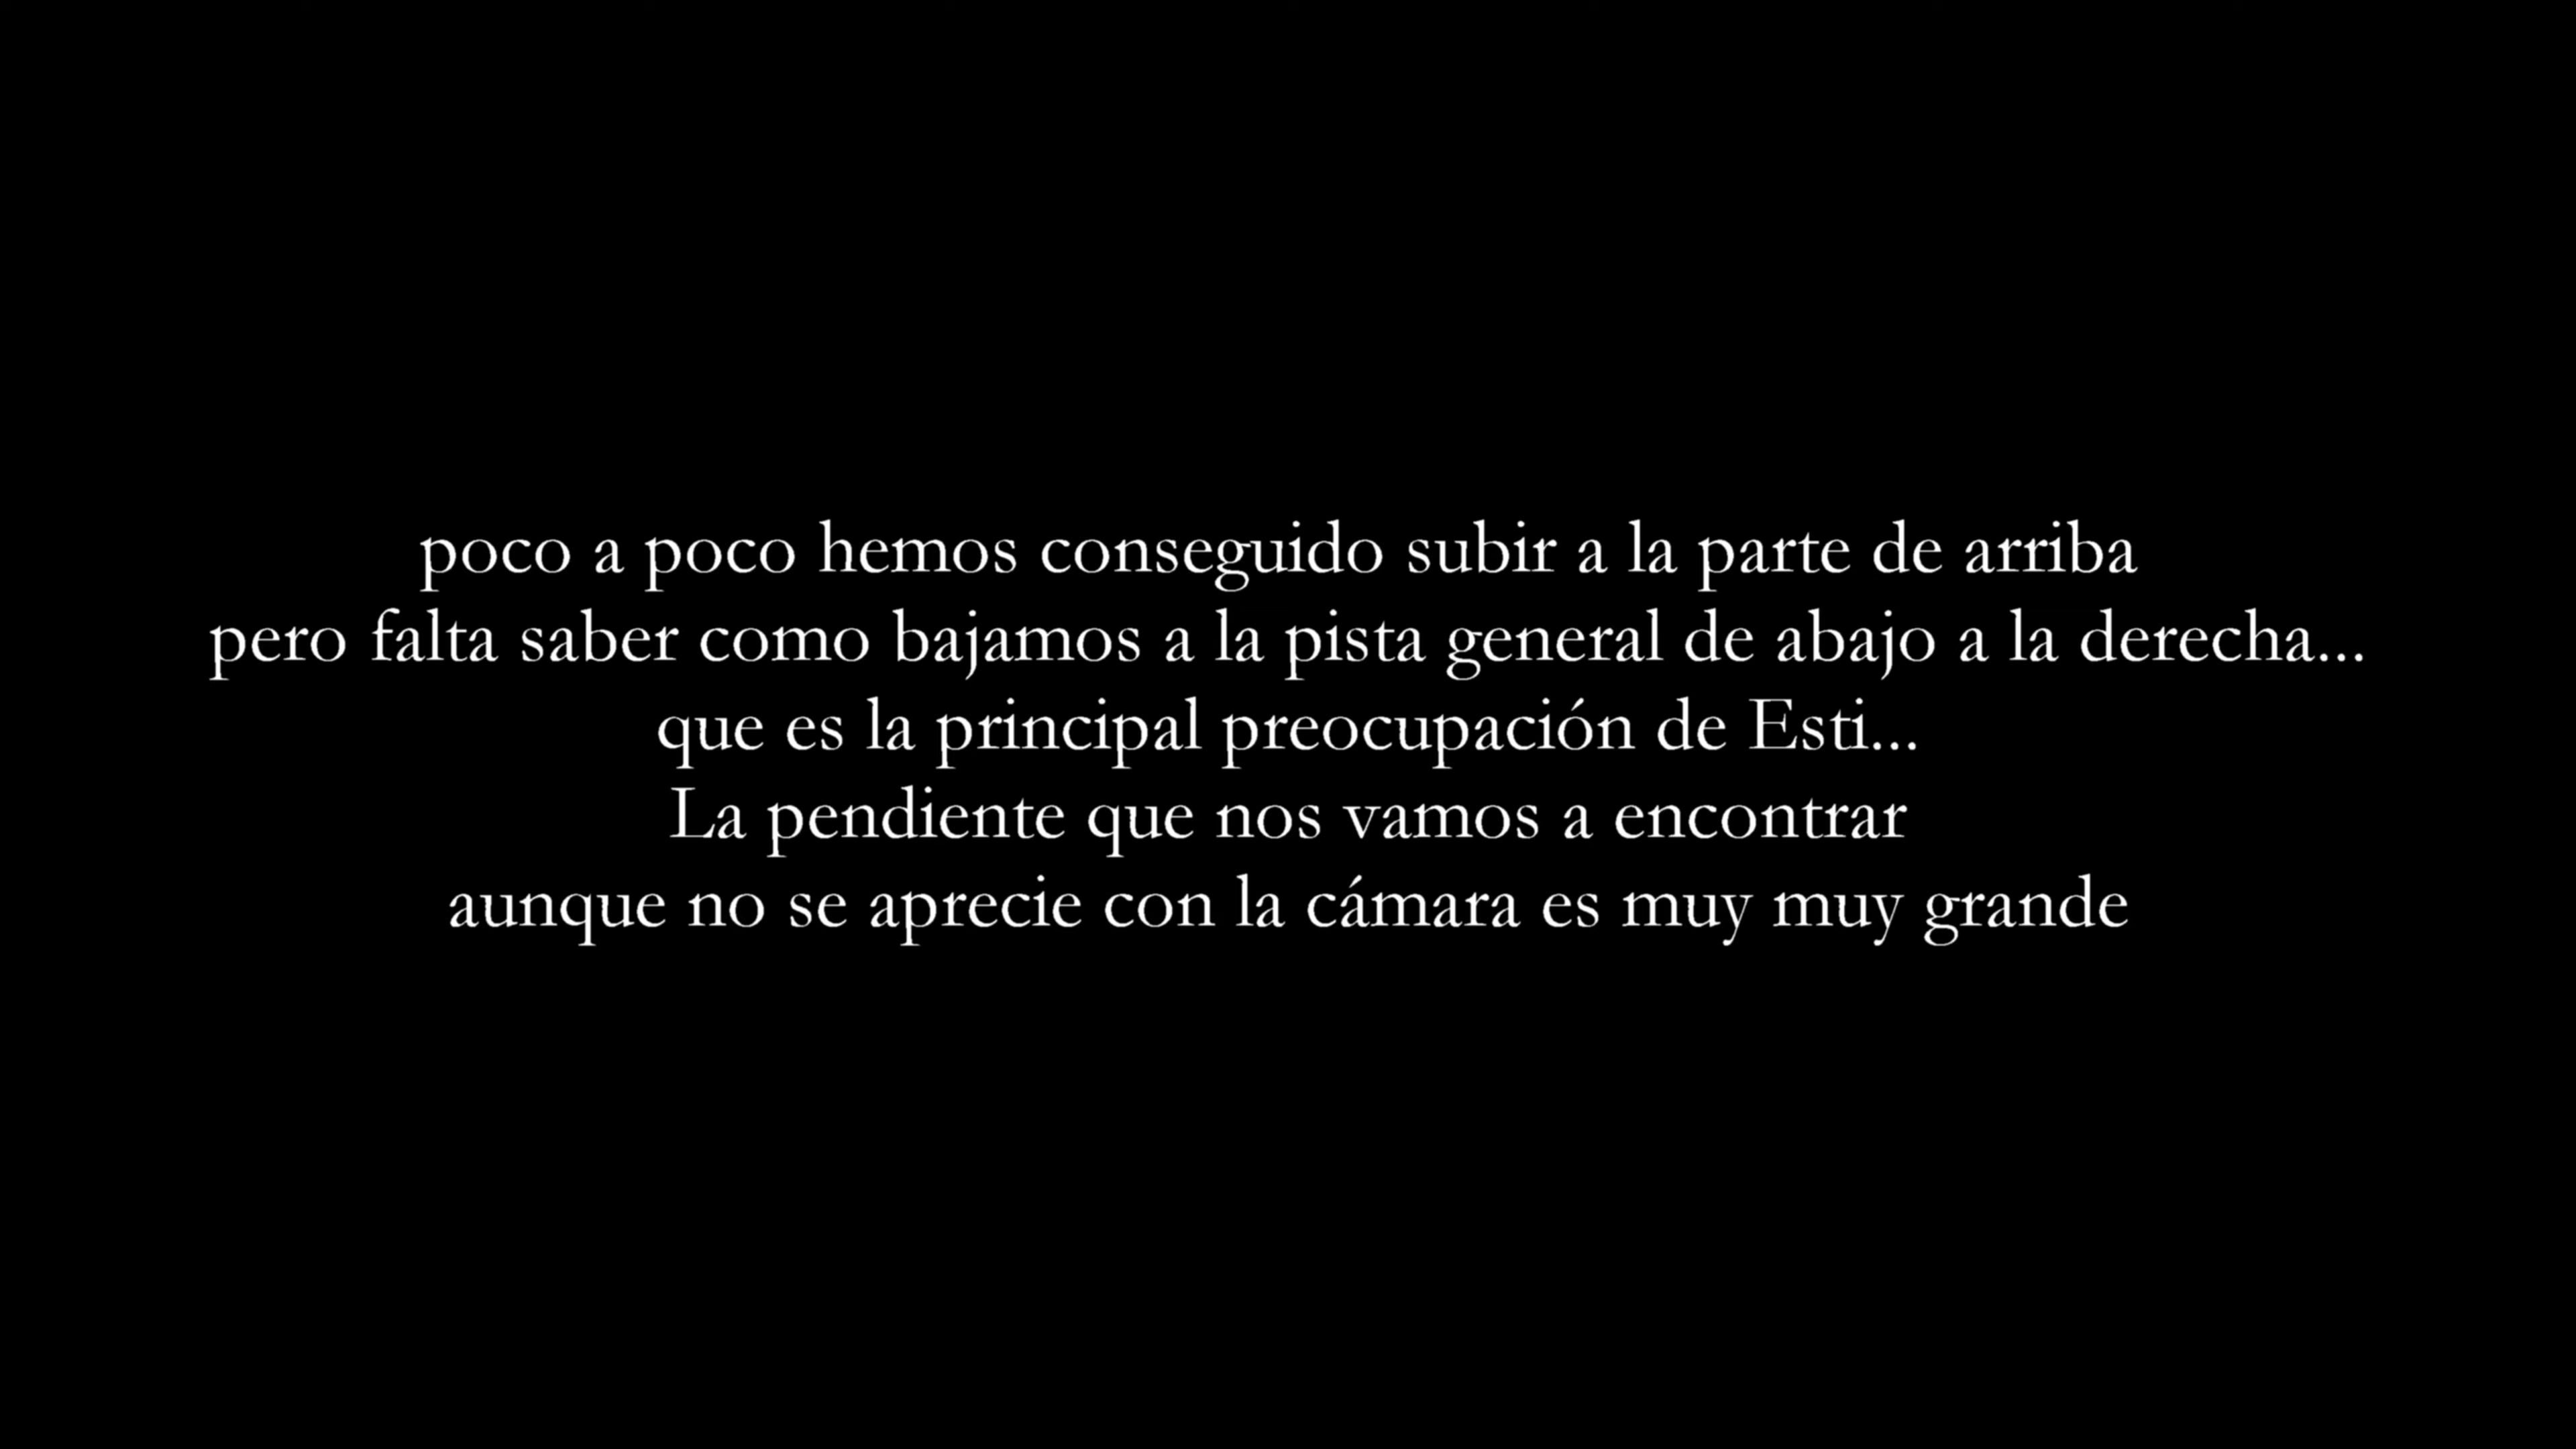 poco a poco hemos conseguido subir a la parte de arriba
pero falta saber como bajamos a la pista general de abajo a la derecha...
que es la principal preocupación de Esti...
La pendiente que nos vamos a encontrar
aunque no se aprecie con la cámara es muy muy grande